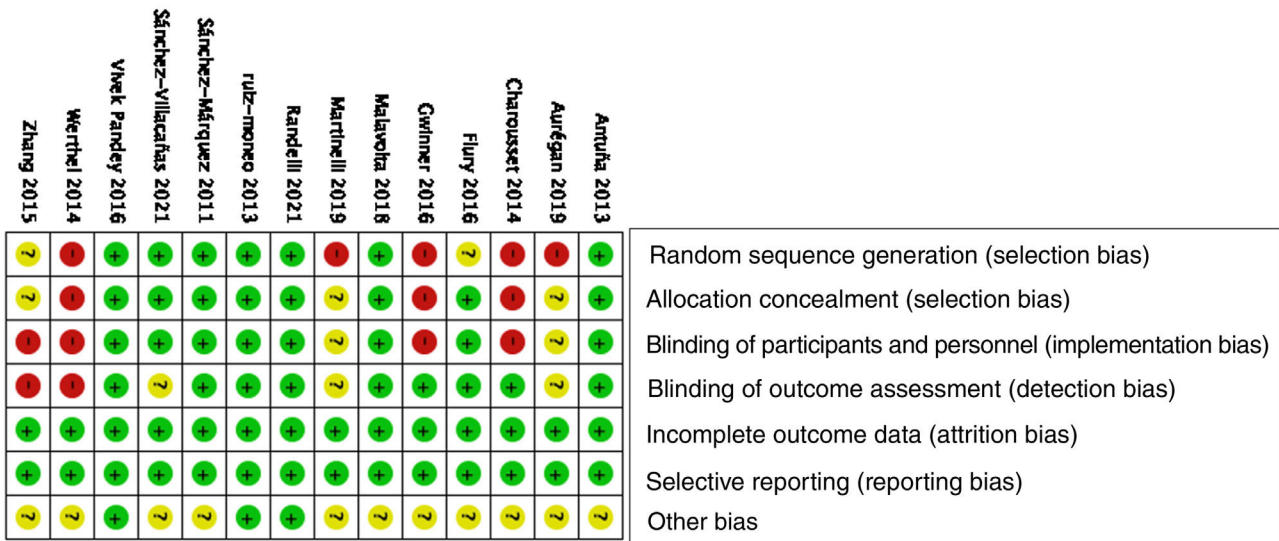 Zhang 2015
Werthel 2014
Vivek Pandey 2016
Sánchez-Villacañas 2021
Sánchez-Márquez 2011
ruiz-moneo 2013
Randelli 2021
Martinelli 2019
Malavolta 2018
Gwinner 2016
Flury 2016
Charousset 2014
Aurégan 2019
Antuña 2013
? - + + + + + - + - ? - - + Random sequence generation (selection bias)
? - + + + + + ? + - + - ? + Allocation concealment (selection bias)
- - + + + + + ? + - + - ? + Blinding of participants and personnel (implementation bias)
- - + ? + + + ? + + + + ? + Blinding of outcome assessment (detection bias)
+ + + + + + + + + + + + + + Incomplete outcome data (attrition bias)
+ + + + + + + + + + + + + + Selective reporting (reporting bias)
? ? + ? ? + + ? ? ? ? ? ? ? Other bias